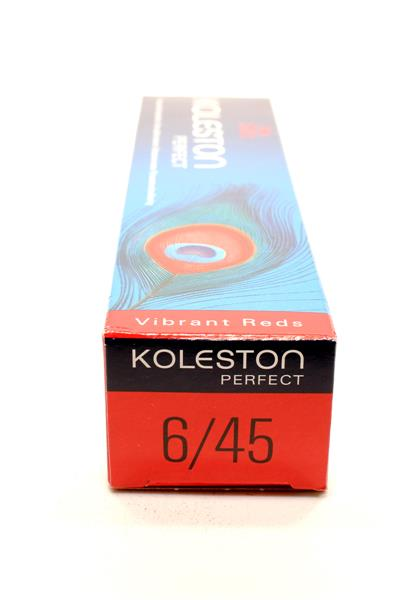 KOLESTON
PERFECT
Vibrant Reds
KOLESTON
PERFECT
6/45